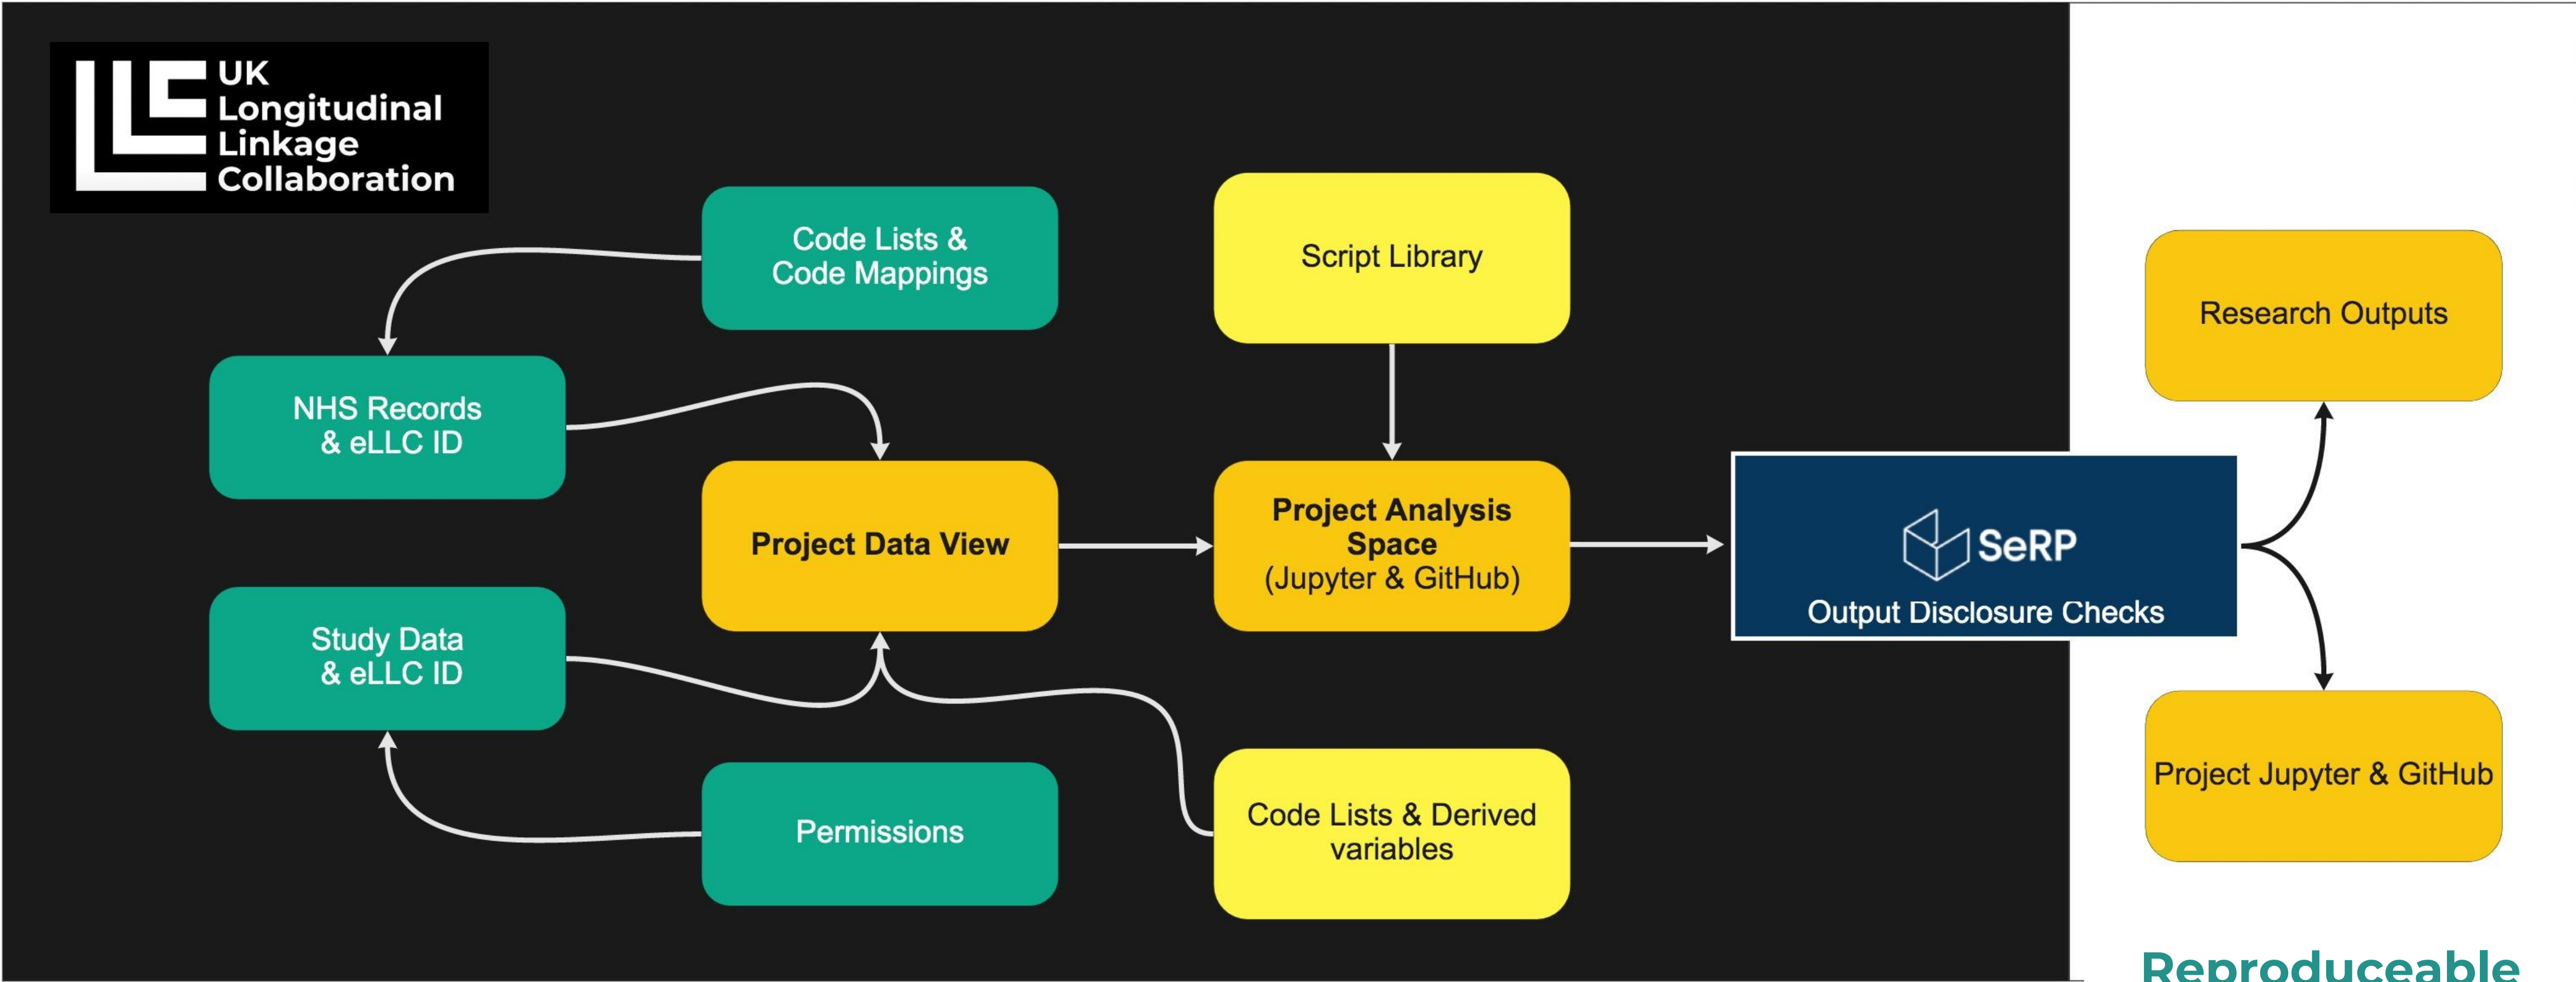 UK
Longitudinal
Linkage
Collaboration
Code Lists &
Code Mappings
Script Library
Research Outputs
NHS Records
& eLLC ID
Project Data View
Project Analysis
Space
(Jupyter & GitHub)
SeRP
Output Disclosure Checks
Study Data
& eLLC ID
Permissions
Code Lists & Derived
variables
Project Jupyter & GitHub
Reproduceable